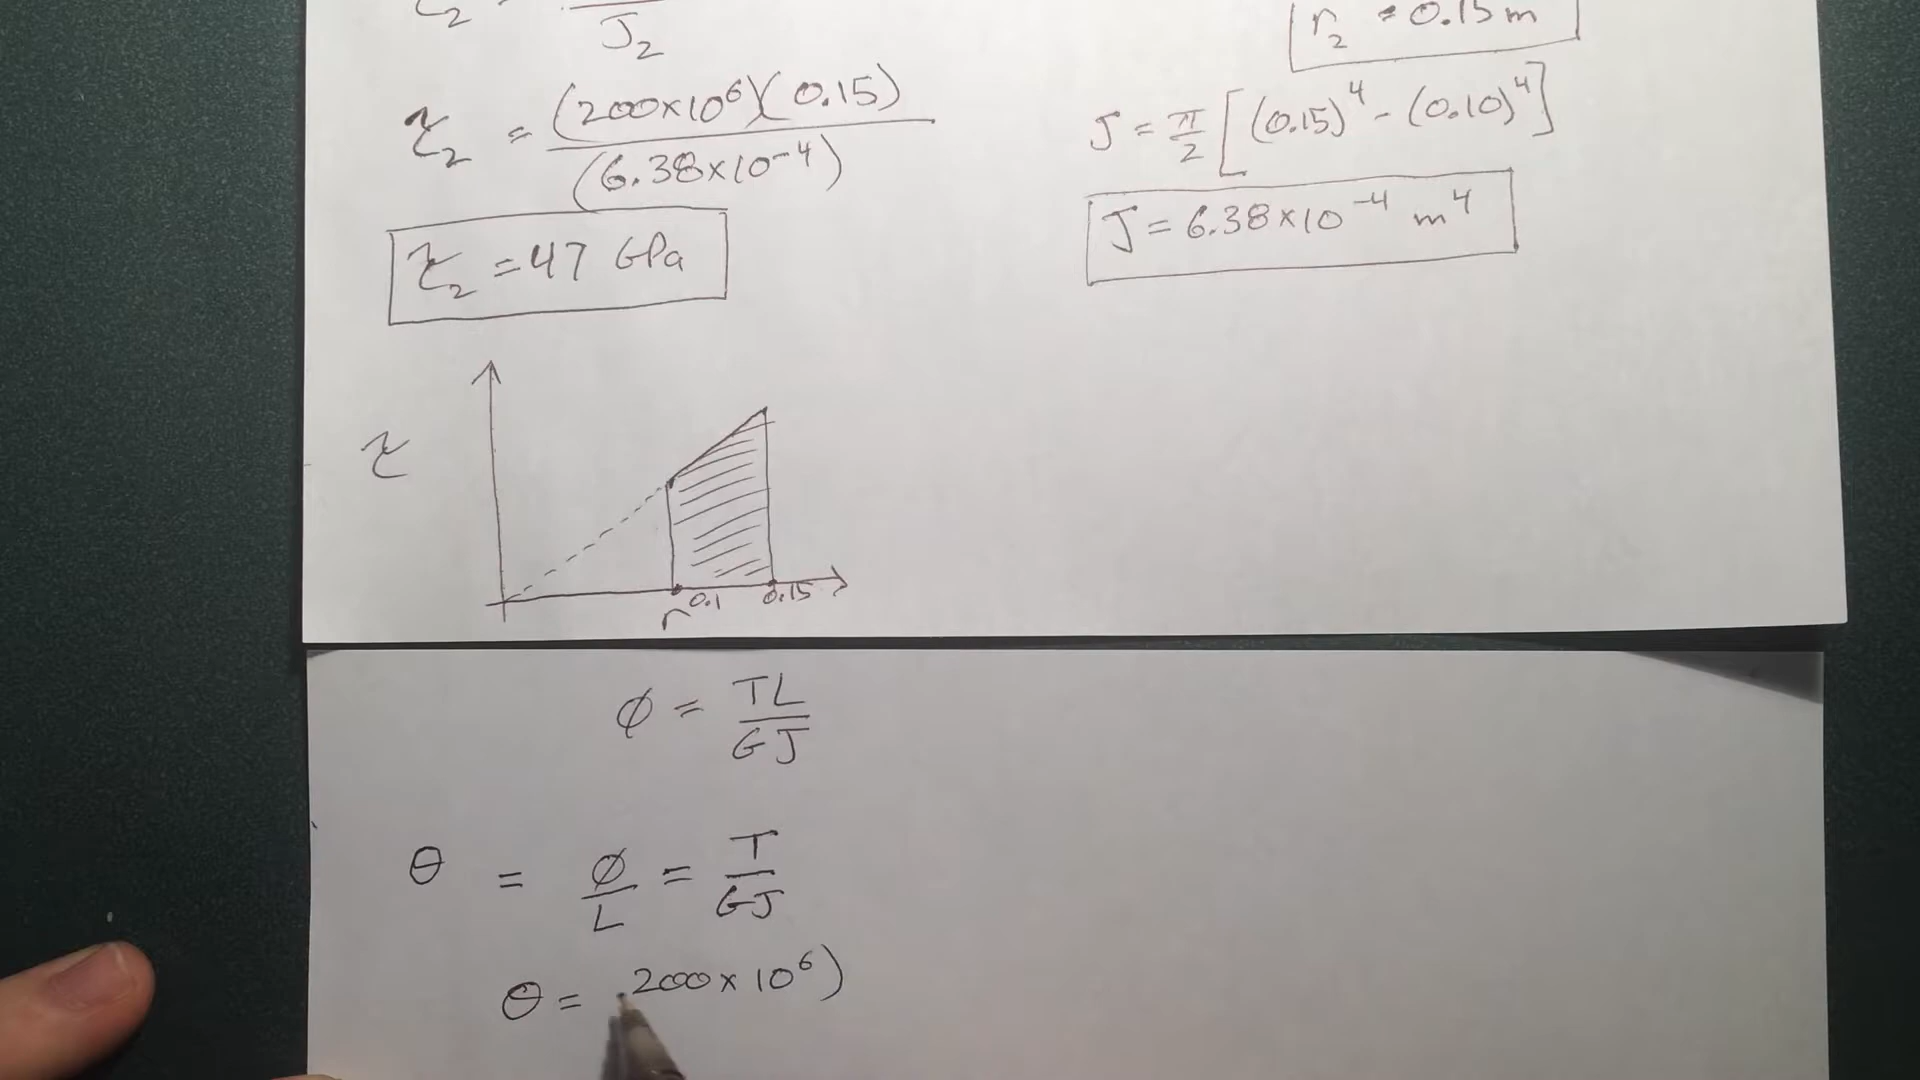 τ₂ =
J₂
τ₂ = (200×10⁶)(0.15) / (6.38×10⁻⁴)
τ₂ = 47 GPa
r₂ = 0.15 m
J = π/2 [(0.15)⁴ - (0.10)⁴]
J = 6.38×10⁻⁴ m⁴
τ
0.1 0.15
r
φ = TL / GJ
θ = φ / L = T / GJ
θ = 200×10⁶)